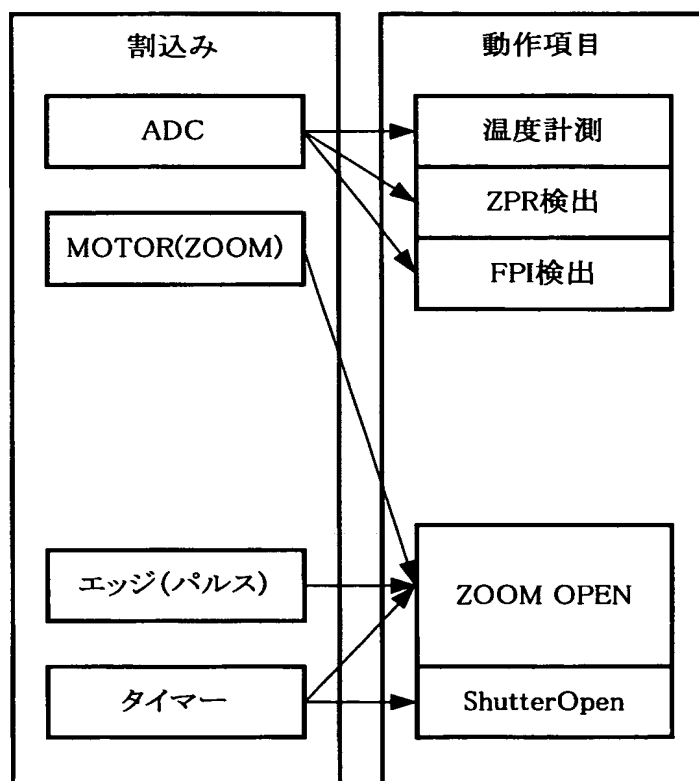 割込み
ADC
MOTOR(ZOOM)
エッジ(パルス)
タイマー
動作項目
温度計測
ZPR検出
FPI検出
ZOOM OPEN
ShutterOpen